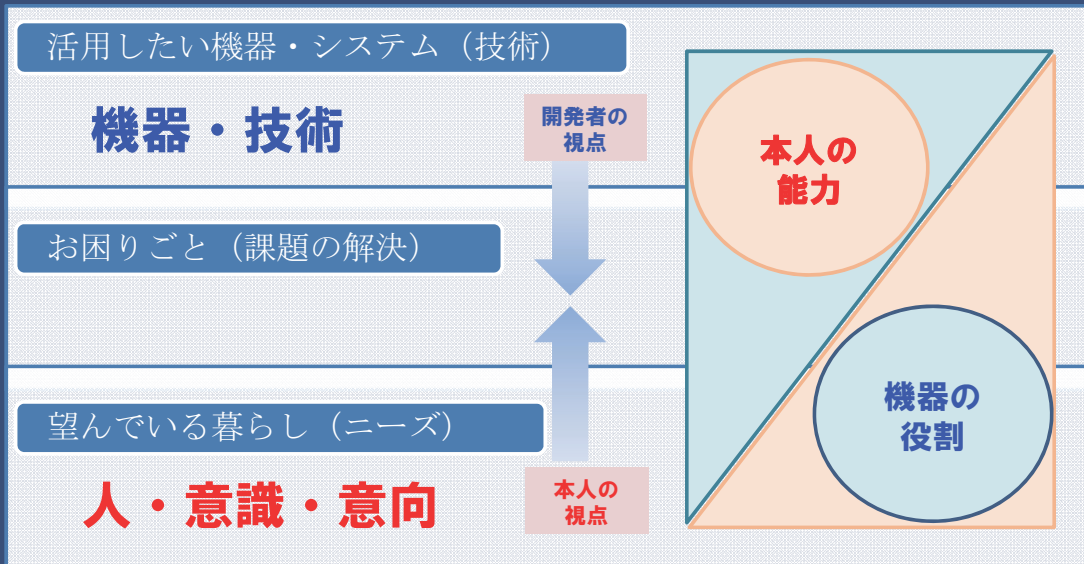 活用したい機器・システム（技術）
機器・技術
開発者の
視点
お困りごと（課題の解決）
望んでいる暮らし（ニーズ）
人・意識・意向
本人の
視点
本人の
能力
機器の
役割